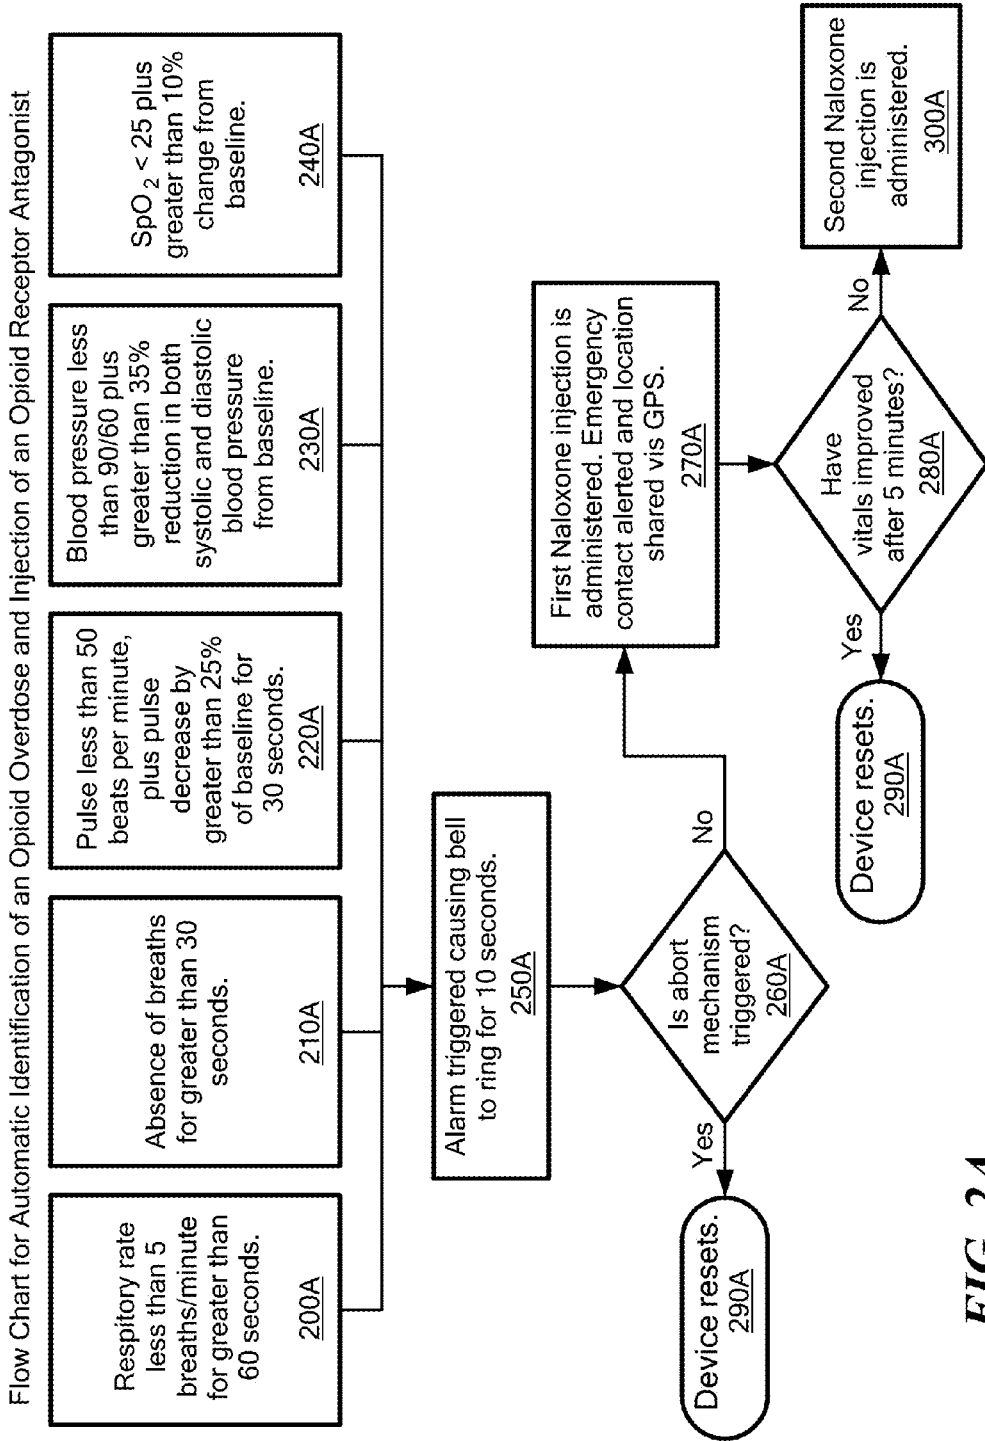 Flow Chart for Automatic Identification of an Opioid Overdose and Injection of an Opioid Receptor Antagonist
Respitory rate
less than 5
breaths/minute
for greater than
60 seconds.
200A
Absence of breaths
for greater than 30
seconds.
210A
Pulse less than 50
beats per minute,
plus pulse
decrease by
greater than 25%
of baseline for
30 seconds.
220A
Blood pressure less
than 90/60 plus
greater than 35%
reduction in both
systolic and diastolic
blood pressure
from baseline.
230A
SpO₂ < 25 plus
greater than 10%
change from
baseline.
240A
Alarm triggered causing bell
to ring for 10 seconds.
250A
Is abort
mechanism
triggered?
260A
Yes
No
Device resets.
290A
First Naloxone injection is
administered. Emergency
contact alerted and location
shared vis GPS.
270A
Have
vitals improved
after 5 minutes?
280A
Yes
No
Device resets.
290A
Second Naloxone
injection is
administered.
300A
FIG. 2A